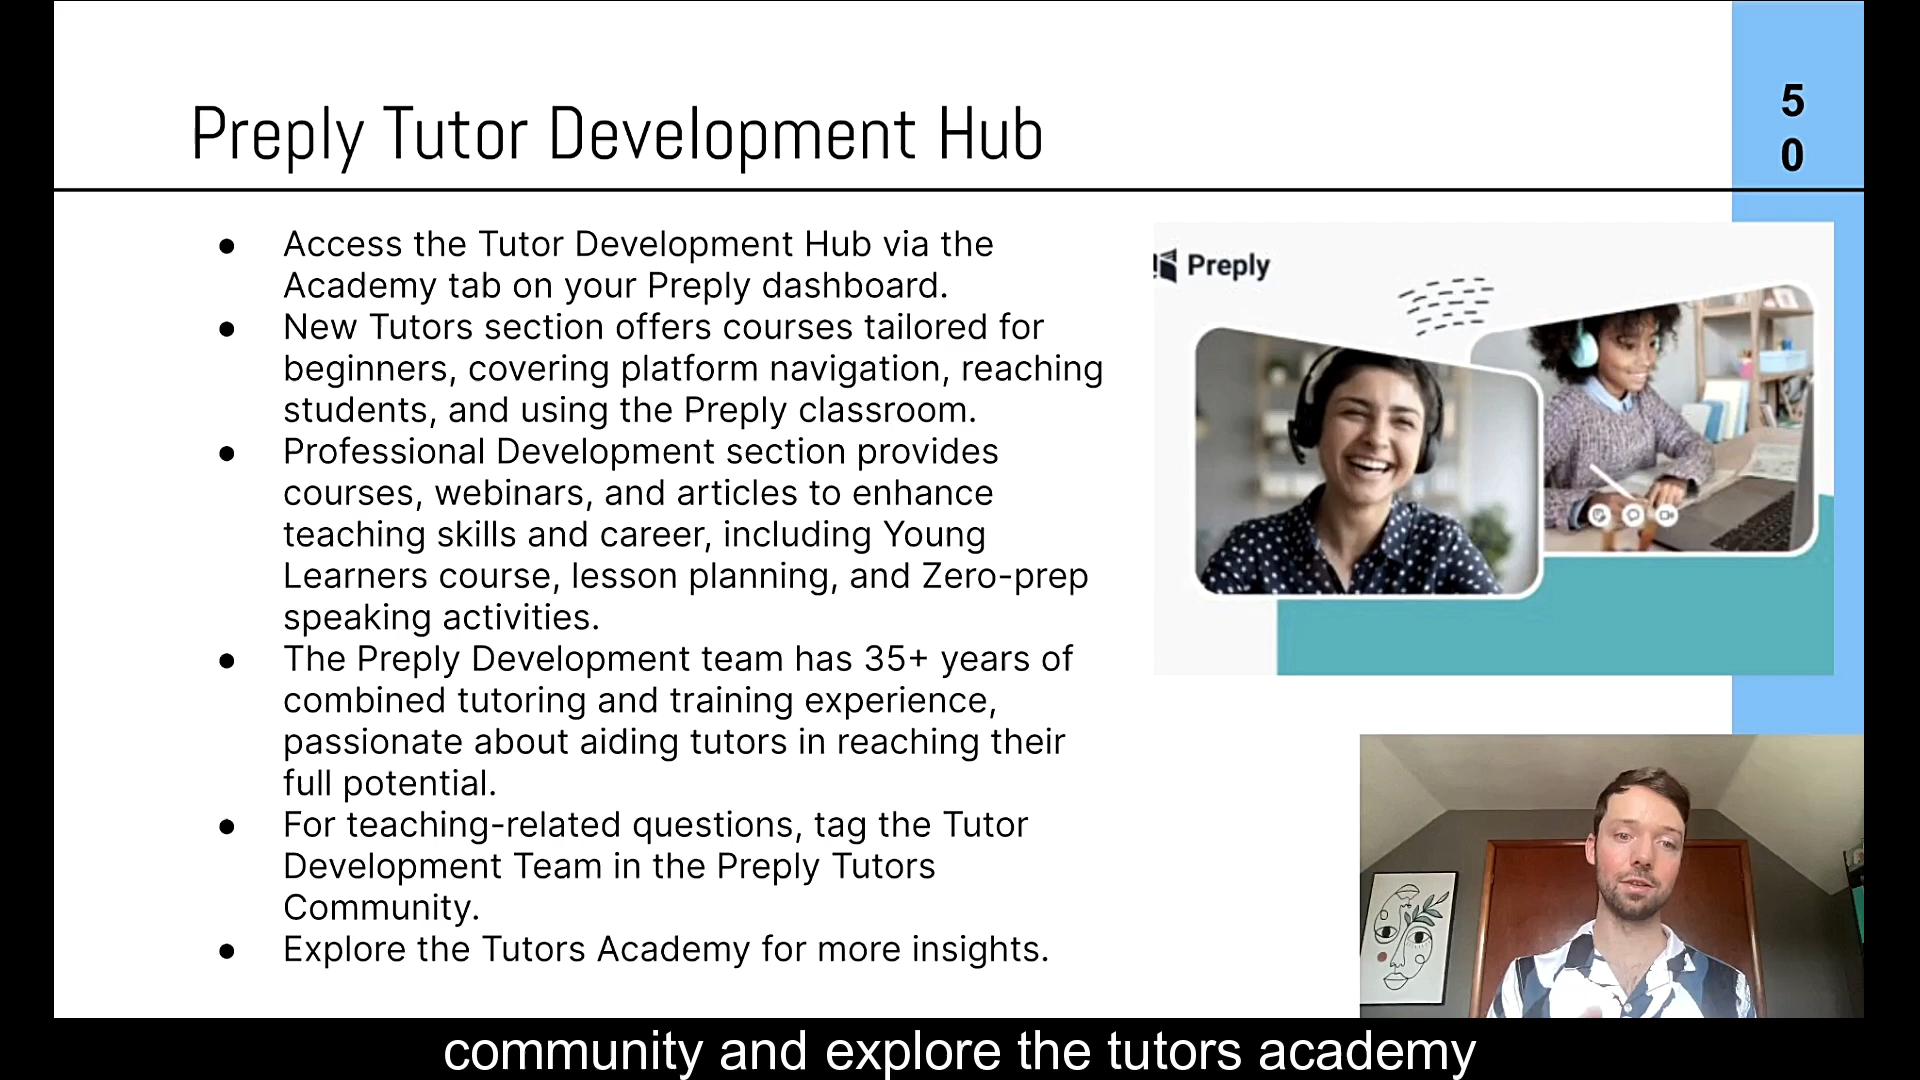 Preply Tutor Development Hub
5
0
● Access the Tutor Development Hub via the
Academy tab on your Preply dashboard.
● New Tutors section offers courses tailored for
beginners, covering platform navigation, reaching
students, and using the Preply classroom.
● Professional Development section provides
courses, webinars, and articles to enhance
teaching skills and career, including Young
Learners course, lesson planning, and Zero-prep
speaking activities.
● The Preply Development team has 35+ years of
combined tutoring and training experience,
passionate about aiding tutors in reaching their
full potential.
● For teaching-related questions, tag the Tutor
Development Team in the Preply Tutors
Community.
● Explore the Tutors Academy for more insights.
Preply
community and explore the tutors academy